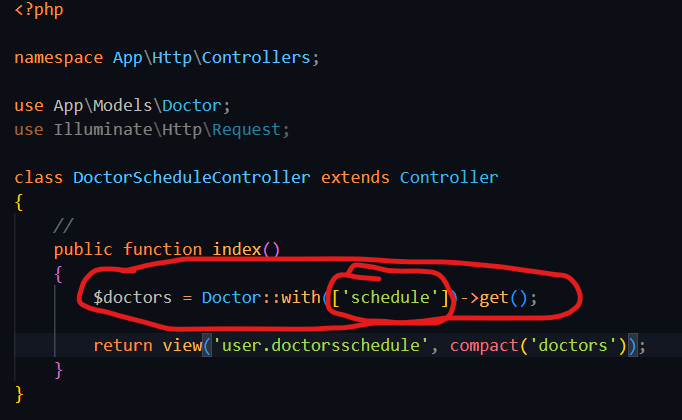 <?php
namespace App\Http\Controllers;
use App\Models\Doctor;
use Illuminate\Http\Request;
class DoctorScheduleController extends Controller
{
    //
    public function index()
    {
        $doctors = Doctor::with(['schedule'])->get();
        return view('user.doctorsschedule', compact('doctors'));
    }
}